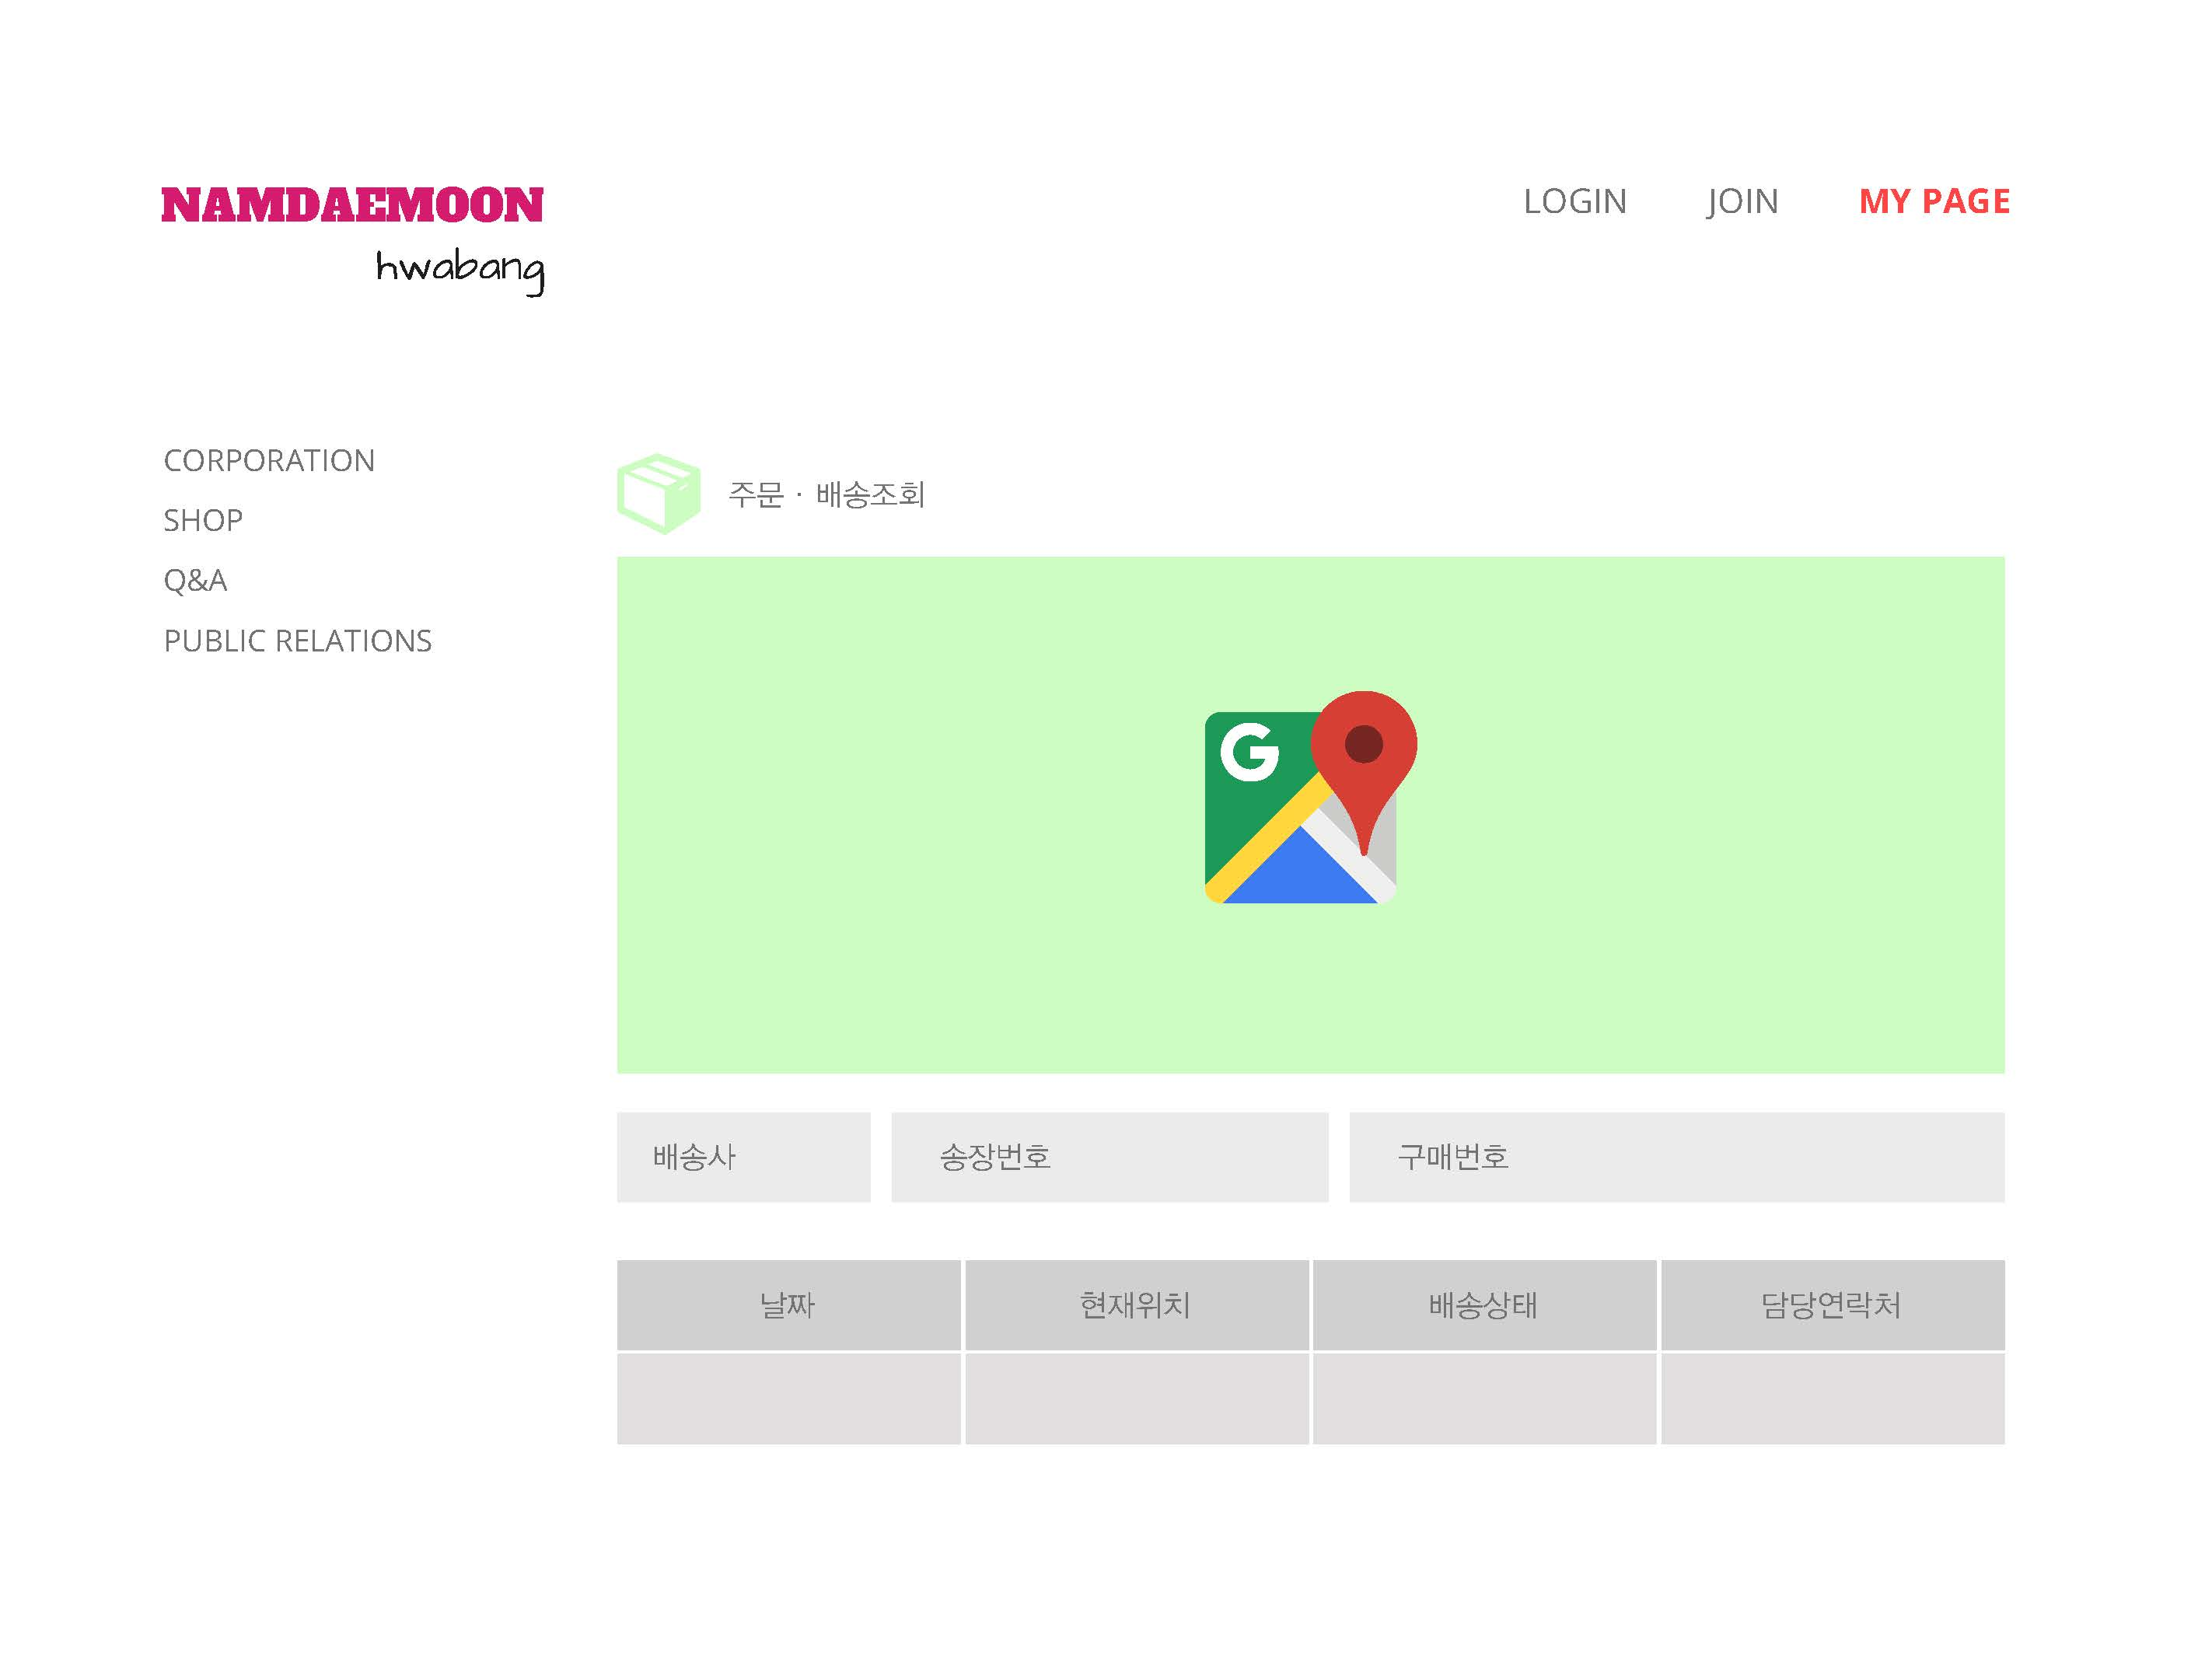 NAMDAEMOON
hwabang
LOGIN JOIN MY PAGE
CORPORATION
SHOP
Q&A
PUBLIC RELATIONS
주문 · 배송조회
G
배송사 송장번호 구매번호
날짜 현재위치 배송상태 담당연락처